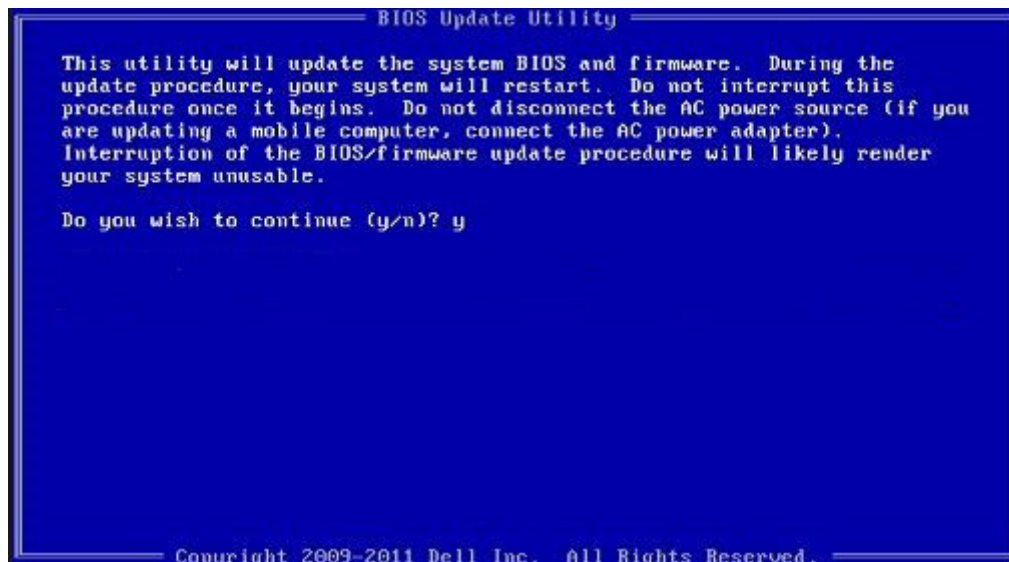 BIOS Update Utility
This utility will update the system BIOS and firmware. During the
update procedure, your system will restart. Do not interrupt this
procedure once it begins. Do not disconnect the AC power source (if you
are updating a mobile computer, connect the AC power adapter).
Interruption of the BIOS/firmware update procedure will likely render
your system unusable.
Do you wish to continue (y/n)? y
Copyright 2009-2011 Dell Inc. All Rights Reserved.